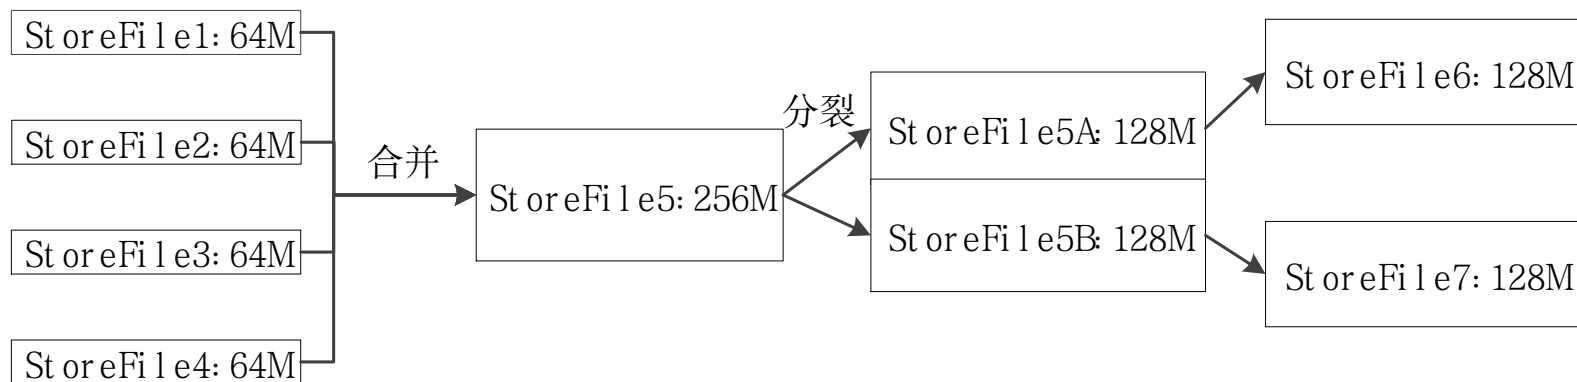 StoreFile1: 64M
StoreFile2: 64M
StoreFile3: 64M
StoreFile4: 64M
合并
StoreFile5: 256M
分裂
StoreFile5A: 128M
StoreFile5B: 128M
StoreFile6: 128M
StoreFile7: 128M